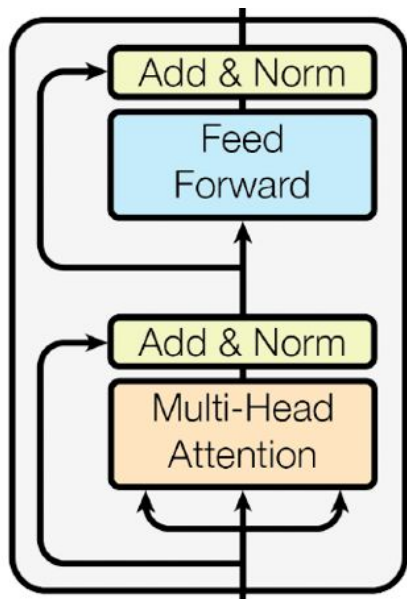 Add & Norm
Feed
Forward
Add & Norm
Multi-Head
Attention